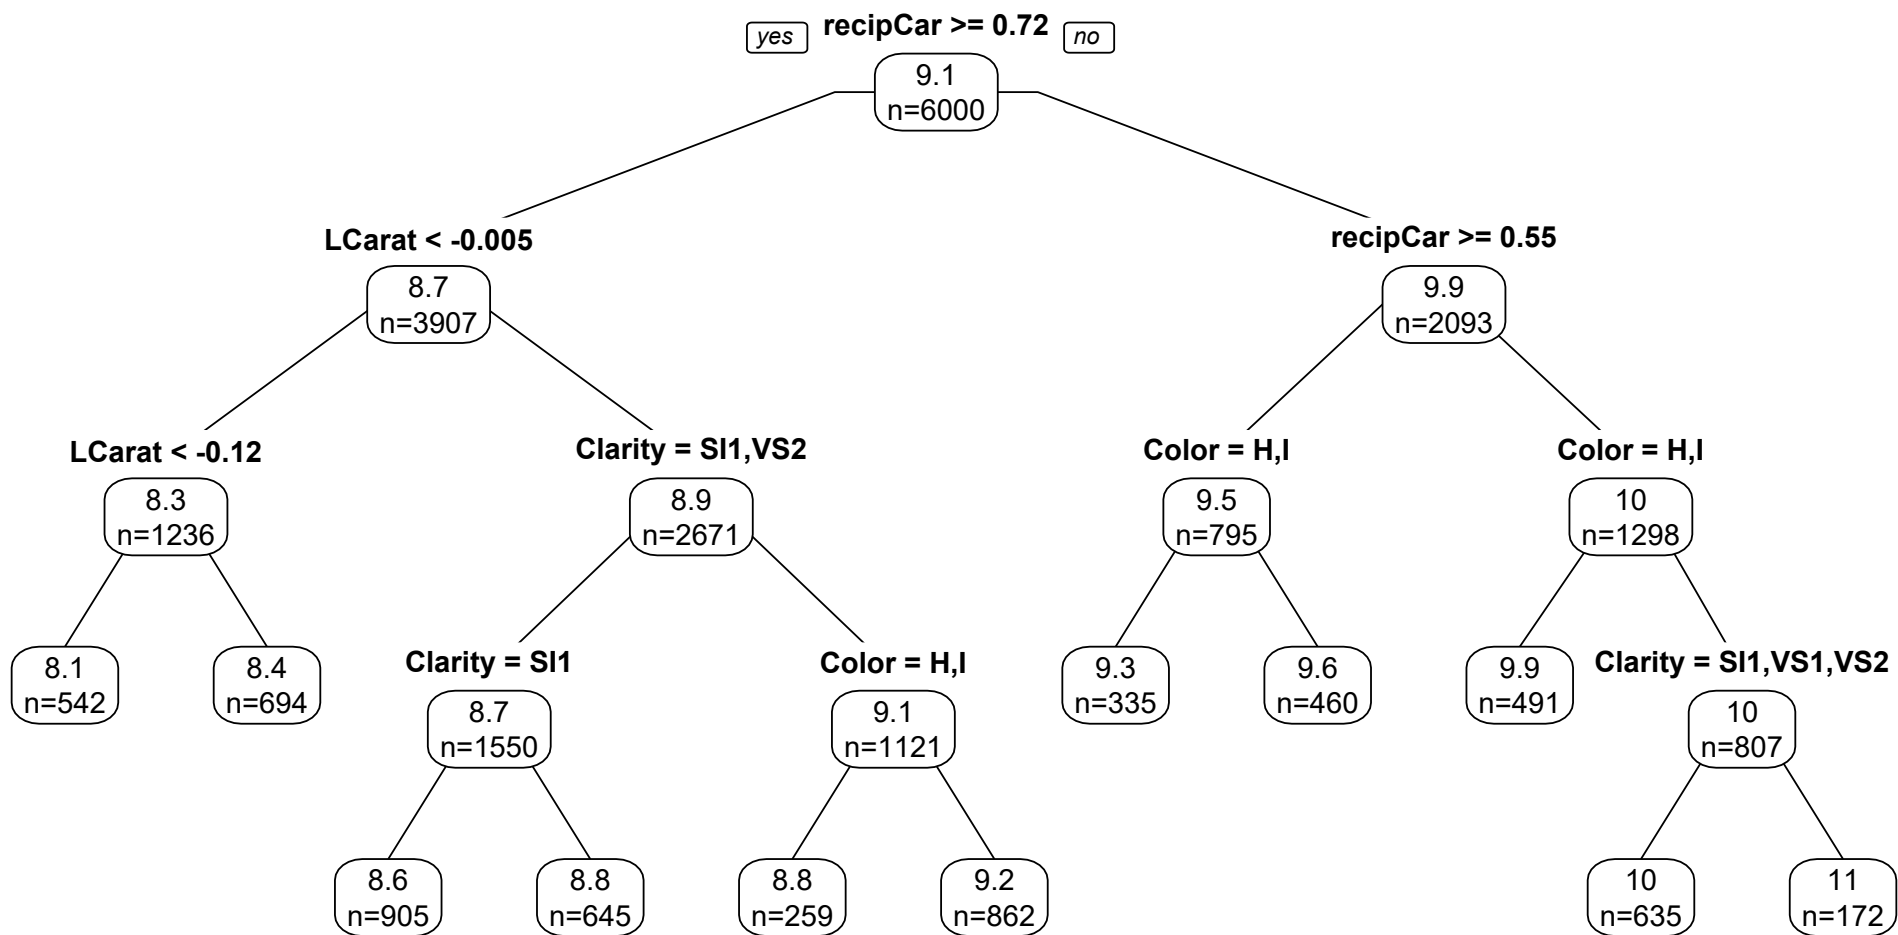 yes recipCar >= 0.72 no
9.1
n=6000
LCarat < -0.005
8.7
n=3907
recipCar >= 0.55
9.9
n=2093
LCarat < -0.12
8.3
n=1236
Clarity = SI1,VS2
8.9
n=2671
Color = H,I
9.5
n=795
Color = H,I
10
n=1298
8.1
n=542
8.4
n=694
Clarity = SI1
8.7
n=1550
Color = H,I
9.1
n=1121
9.3
n=335
9.6
n=460
9.9
n=491
Clarity = SI1,VS1,VS2
10
n=807
8.6
n=905
8.8
n=645
8.8
n=259
9.2
n=862
10
n=635
11
n=172